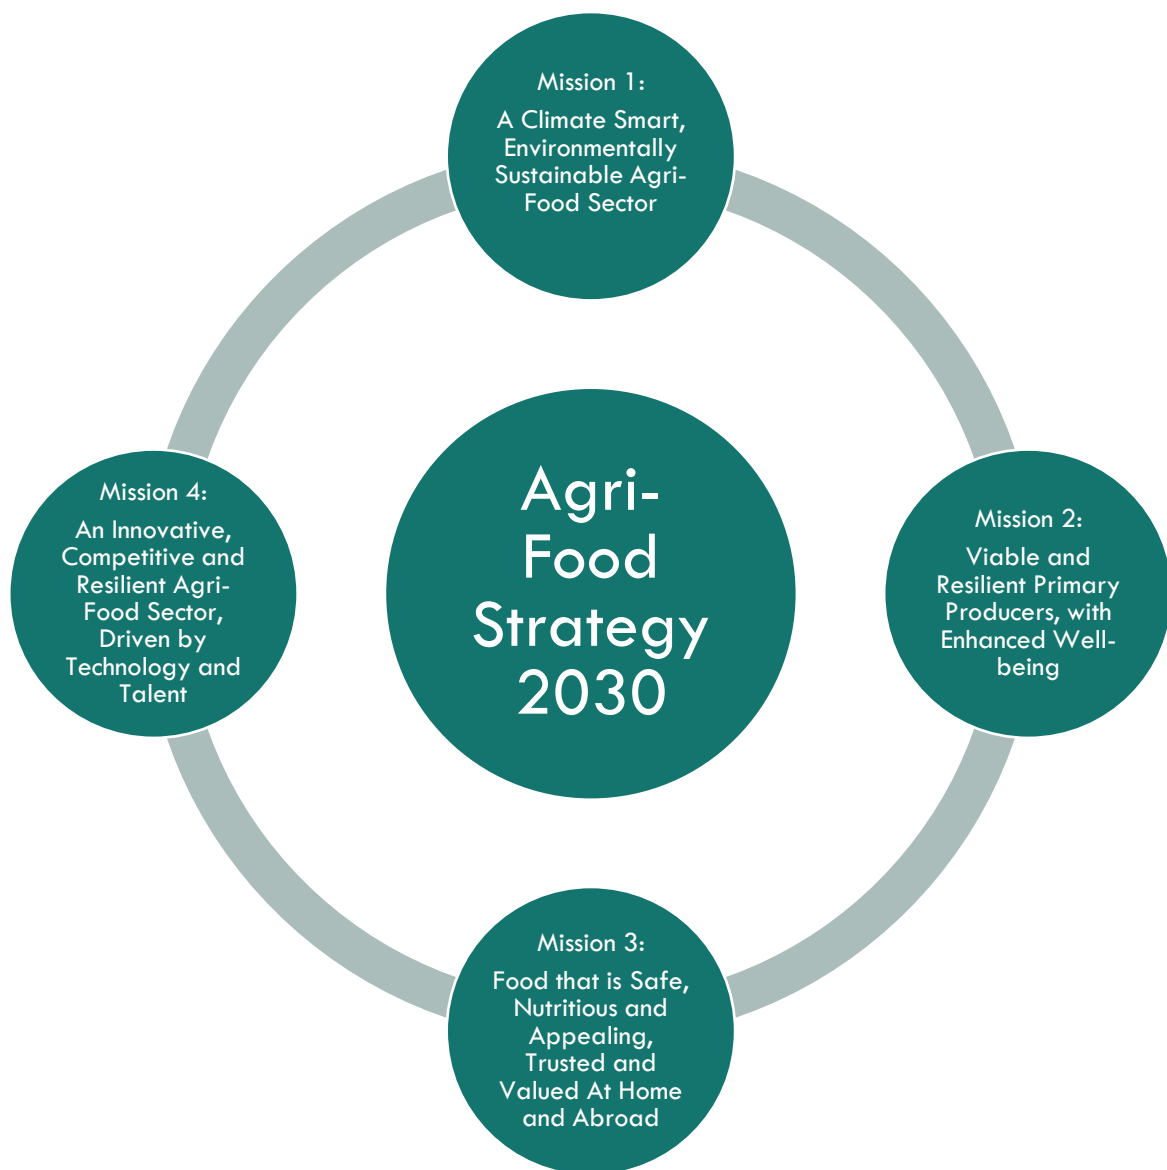 Mission 1:
A Climate Smart,
Environmentally
Sustainable Agri-
Food Sector
Agri-
Food
Strategy
2030
Mission 2:
Viable and
Resilient Primary
Producers, with
Enhanced Well-
being
Mission 3:
Food that is Safe,
Nutritious and
Appealing,
Trusted and
Valued At Home
and Abroad
Mission 4:
An Innovative,
Competitive and
Resilient Agri-
Food Sector,
Driven by
Technology and
Talent